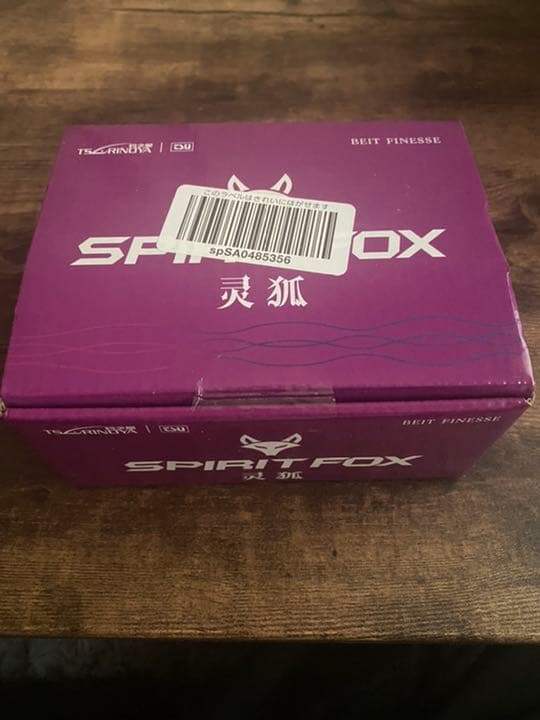 TSURINOYA
BEIT FINESSE
このラベルはきれいにはがせます
spSA0485356
SPI FOX
灵狐
TSURINOYA
BEIT FINESSE
SPIRIT FOX
灵狐